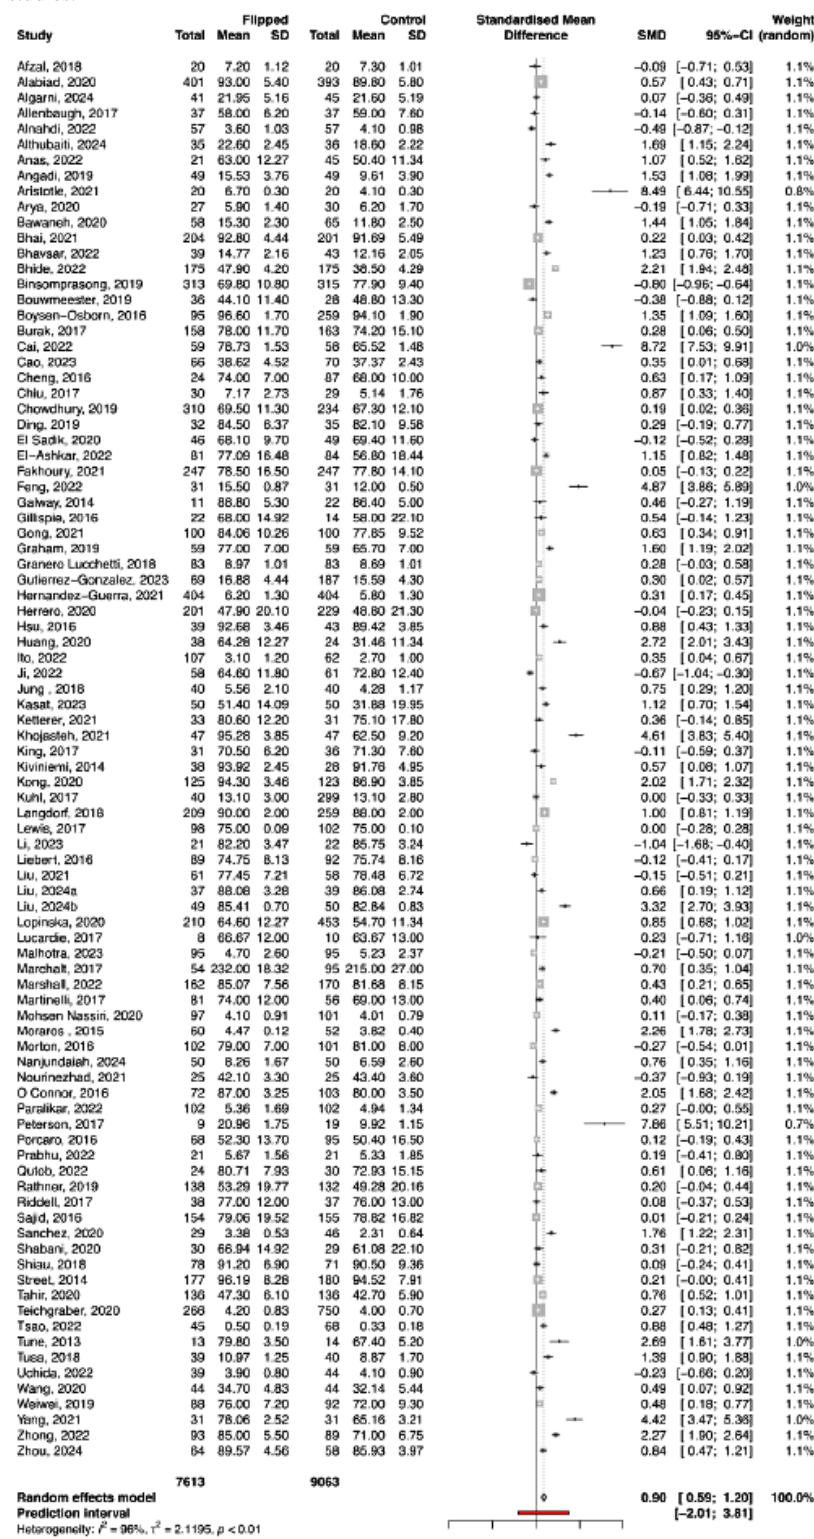 Flipped Control Standardised Mean Weight
Study Total Mean SD Total Mean SD Difference SMD 95%-CI (random)
Afzal, 2018 20 7.20 1.12 20 7.30 1.01 -0.09 [-0.71; 0.53] 1.1%
Alabiad, 2020 401 93.00 5.40 393 89.80 5.80 0.57 [0.43; 0.71] 1.1%
Algarni, 2024 41 21.95 5.16 45 21.60 5.19 0.07 [-0.36; 0.49] 1.1%
Allenbaugh, 2017 37 58.00 6.20 37 59.00 7.60 -0.14 [-0.60; 0.31] 1.1%
Alnahdi, 2022 57 3.60 1.03 57 4.10 0.98 -0.49 [-0.87; -0.12] 1.1%
Althubaiti, 2024 35 22.60 2.45 36 18.60 2.22 1.69 [1.15; 2.24] 1.1%
Anas, 2022 21 63.00 12.27 45 50.40 11.34 1.07 [0.52; 1.62] 1.1%
Angadi, 2019 49 15.53 3.76 49 9.61 3.90 1.53 [1.08; 1.99] 1.1%
Aristotle, 2021 20 6.70 0.30 20 4.10 0.30 8.49 [6.44; 10.55] 0.8%
Arya, 2020 27 5.90 1.40 30 6.20 1.70 -0.19 [-0.71; 0.33] 1.1%
Bawaneh, 2020 58 15.30 2.30 65 11.80 2.50 1.44 [1.05; 1.84] 1.1%
Bhai, 2021 204 92.80 4.44 201 91.69 5.49 0.22 [0.03; 0.42] 1.1%
Bhavsar, 2022 39 14.77 2.16 43 12.16 2.05 1.23 [0.76; 1.70] 1.1%
Bhide, 2022 175 47.90 4.20 175 38.50 4.29 2.21 [1.94; 2.48] 1.1%
Binsomprasong, 2019 313 69.80 10.80 315 77.90 9.40 -0.80 [-0.96; -0.64] 1.1%
Bouwmeester, 2019 36 44.10 11.40 28 48.80 13.30 -0.38 [-0.88; 0.12] 1.1%
Boysen-Osborn, 2016 95 96.60 1.70 259 94.10 1.90 1.35 [1.09; 1.60] 1.1%
Burak, 2017 158 78.00 11.70 163 74.20 15.10 0.28 [0.06; 0.50] 1.1%
Cai, 2022 59 78.73 1.53 58 65.52 1.48 8.72 [7.53; 9.91] 1.0%
Cao, 2023 66 38.62 4.52 70 37.37 2.43 0.35 [0.01; 0.68] 1.1%
Cheng, 2016 24 74.00 7.00 87 68.00 10.00 0.63 [0.17; 1.09] 1.1%
Chiu, 2017 30 7.17 2.73 29 5.14 1.76 0.87 [0.33; 1.40] 1.1%
Chowdhury, 2019 310 69.50 11.30 234 67.30 12.10 0.19 [0.02; 0.36] 1.1%
Ding, 2019 32 84.50 6.37 35 82.10 9.58 0.29 [-0.19; 0.77] 1.1%
El Sadik, 2020 46 68.10 9.70 49 69.40 11.60 -0.12 [-0.52; 0.28] 1.1%
El-Ashkar, 2022 81 77.09 16.48 84 56.80 18.44 1.15 [0.82; 1.48] 1.1%
Fakhoury, 2021 247 78.50 16.50 247 77.80 14.10 0.05 [-0.13; 0.22] 1.1%
Feng, 2022 31 15.50 0.87 31 12.00 0.50 4.87 [3.86; 5.89] 1.0%
Galway, 2014 11 88.80 5.30 22 86.40 5.00 0.46 [-0.27; 1.19] 1.1%
Gillispie, 2016 22 68.00 14.92 14 58.00 22.10 0.54 [-0.14; 1.23] 1.1%
Gong, 2021 100 84.06 10.26 100 77.85 9.52 0.63 [0.34; 0.91] 1.1%
Graham, 2019 59 77.00 7.00 59 65.70 7.00 1.60 [1.19; 2.02] 1.1%
Granero Lucchetti, 2018 83 8.97 1.01 83 8.69 1.01 0.28 [-0.03; 0.58] 1.1%
Gutierrez-Gonzalez, 2023 69 16.88 4.44 187 15.59 4.30 0.30 [0.02; 0.57] 1.1%
Hernandez-Guerra, 2021 404 6.20 1.30 404 5.80 1.30 0.31 [0.17; 0.45] 1.1%
Herrero, 2020 201 47.90 20.10 229 48.80 21.30 -0.04 [-0.23; 0.15] 1.1%
Hsu, 2016 39 92.68 3.46 43 89.42 3.85 0.88 [0.43; 1.33] 1.1%
Huang, 2020 38 64.28 12.27 24 31.46 11.34 2.72 [2.01; 3.43] 1.1%
Ito, 2022 107 3.10 1.20 62 2.70 1.00 0.35 [0.04; 0.67] 1.1%
Ji, 2022 58 64.60 11.80 61 72.80 12.40 -0.67 [-1.04; -0.30] 1.1%
Jung , 2018 40 5.56 2.10 40 4.28 1.17 0.75 [0.29; 1.20] 1.1%
Kasat, 2023 50 51.40 14.09 50 31.88 19.95 1.12 [0.70; 1.54] 1.1%
Ketterer, 2021 33 80.60 12.20 31 75.10 17.80 0.36 [-0.14; 0.85] 1.1%
Khojasteh, 2021 47 95.28 3.85 47 62.50 9.20 4.61 [3.83; 5.40] 1.1%
King, 2017 31 70.50 6.20 36 71.30 7.60 -0.11 [-0.59; 0.37] 1.1%
Kiviniemi, 2014 38 93.92 2.45 28 91.76 4.95 0.57 [0.08; 1.07] 1.1%
Kong, 2020 125 94.30 3.46 123 86.90 3.85 2.02 [1.71; 2.32] 1.1%
Kuhl, 2017 40 13.10 3.00 299 13.10 2.80 0.00 [-0.33; 0.33] 1.1%
Langdorf, 2018 209 90.00 2.00 259 88.00 2.00 1.00 [0.81; 1.19] 1.1%
Lewis, 2017 98 75.00 0.09 102 75.00 0.10 0.00 [-0.28; 0.28] 1.1%
Li, 2023 21 82.20 3.47 22 85.75 3.24 -1.04 [-1.68; -0.40] 1.1%
Liebert, 2016 89 74.75 8.13 92 75.74 8.16 -0.12 [-0.41; 0.17] 1.1%
Liu, 2021 61 77.45 7.21 58 78.48 6.72 -0.15 [-0.51; 0.21] 1.1%
Liu, 2024a 37 88.08 3.28 39 86.08 2.74 0.66 [0.19; 1.12] 1.1%
Liu, 2024b 49 85.41 0.70 50 82.84 0.83 3.32 [2.70; 3.93] 1.1%
Lopinska, 2020 210 64.60 12.27 453 54.70 11.34 0.85 [0.68; 1.02] 1.1%
Lucardie, 2017 8 66.67 12.00 10 63.67 13.00 0.23 [-0.71; 1.16] 1.0%
Malhotra, 2023 95 4.70 2.60 95 5.23 2.37 -0.21 [-0.50; 0.07] 1.1%
Marchalt, 2017 54 232.00 18.32 95 215.00 27.00 0.70 [0.35; 1.04] 1.1%
Marshall, 2022 162 85.07 7.56 170 81.68 8.15 0.43 [0.21; 0.65] 1.1%
Martinelli, 2017 81 74.00 12.00 56 69.00 13.00 0.40 [0.06; 0.74] 1.1%
Mohsen Nassiri, 2020 97 4.10 0.91 101 4.01 0.79 0.11 [-0.17; 0.38] 1.1%
Moraros , 2015 60 4.47 0.12 52 3.82 0.40 2.26 [1.78; 2.73] 1.1%
Morton, 2016 102 79.00 7.00 101 81.00 8.00 -0.27 [-0.54; 0.01] 1.1%
Nanjundaiah, 2024 50 8.26 1.67 50 6.59 2.60 0.76 [0.35; 1.16] 1.1%
Nourinezhad, 2021 25 42.10 3.30 25 43.40 3.60 -0.37 [-0.93; 0.19] 1.1%
O Connor, 2016 72 87.00 3.25 103 80.00 3.50 2.05 [1.68; 2.42] 1.1%
Paralikar, 2022 102 5.36 1.69 102 4.94 1.34 0.27 [-0.00; 0.55] 1.1%
Peterson, 2017 9 20.96 1.75 19 9.92 1.15 7.86 [5.51; 10.21] 0.7%
Porcaro, 2016 68 52.30 13.70 95 50.40 16.50 0.12 [-0.19; 0.43] 1.1%
Prabhu, 2022 21 5.67 1.56 21 5.33 1.85 0.19 [-0.41; 0.80] 1.1%
Qutob, 2022 24 80.71 7.93 30 72.93 15.15 0.61 [0.06; 1.16] 1.1%
Rathner, 2019 138 53.29 19.77 132 49.28 20.16 0.20 [-0.04; 0.44] 1.1%
Riddell, 2017 38 77.00 12.00 37 76.00 13.00 0.08 [-0.37; 0.53] 1.1%
Sajid, 2016 154 79.06 19.52 155 78.82 16.82 0.01 [-0.21; 0.24] 1.1%
Sanchez, 2020 29 3.38 0.53 46 2.31 0.64 1.76 [1.22; 2.31] 1.1%
Shabani, 2020 30 66.94 14.92 29 61.08 22.10 0.31 [-0.21; 0.82] 1.1%
Shiau, 2018 78 91.20 6.90 71 90.50 9.36 0.09 [-0.24; 0.41] 1.1%
Street, 2014 177 96.19 8.28 180 94.52 7.91 0.21 [-0.00; 0.41] 1.1%
Tahir, 2020 136 47.30 6.10 136 42.70 5.90 0.76 [0.52; 1.01] 1.1%
Teichgraber, 2020 266 4.20 0.83 750 4.00 0.70 0.27 [0.13; 0.41] 1.1%
Tsao, 2022 45 0.50 0.19 68 0.33 0.18 0.88 [0.48; 1.27] 1.1%
Tune, 2013 13 79.80 3.50 14 67.40 5.20 2.69 [1.61; 3.77] 1.0%
Tusa, 2018 39 10.97 1.25 40 8.87 1.70 1.39 [0.90; 1.88] 1.1%
Uchida, 2022 39 3.90 0.80 44 4.10 0.90 -0.23 [-0.66; 0.20] 1.1%
Wang, 2020 44 34.70 4.83 44 32.14 5.44 0.49 [0.07; 0.92] 1.1%
Weiwei, 2019 88 76.00 7.20 92 72.00 9.30 0.48 [0.18; 0.77] 1.1%
Yang, 2021 31 78.06 2.52 31 65.16 3.21 4.42 [3.47; 5.36] 1.0%
Zhong, 2022 93 85.00 5.50 89 71.00 6.75 2.27 [1.90; 2.64] 1.1%
Zhou, 2024 64 89.57 4.56 58 85.93 3.97 0.84 [0.47; 1.21] 1.1%
7613 9063
Random effects model 0.90 [0.59; 1.20] 100.0%
Prediction interval [-2.01; 3.81]
Heterogeneity: I² = 96%, τ² = 2.1195, p < 0.01